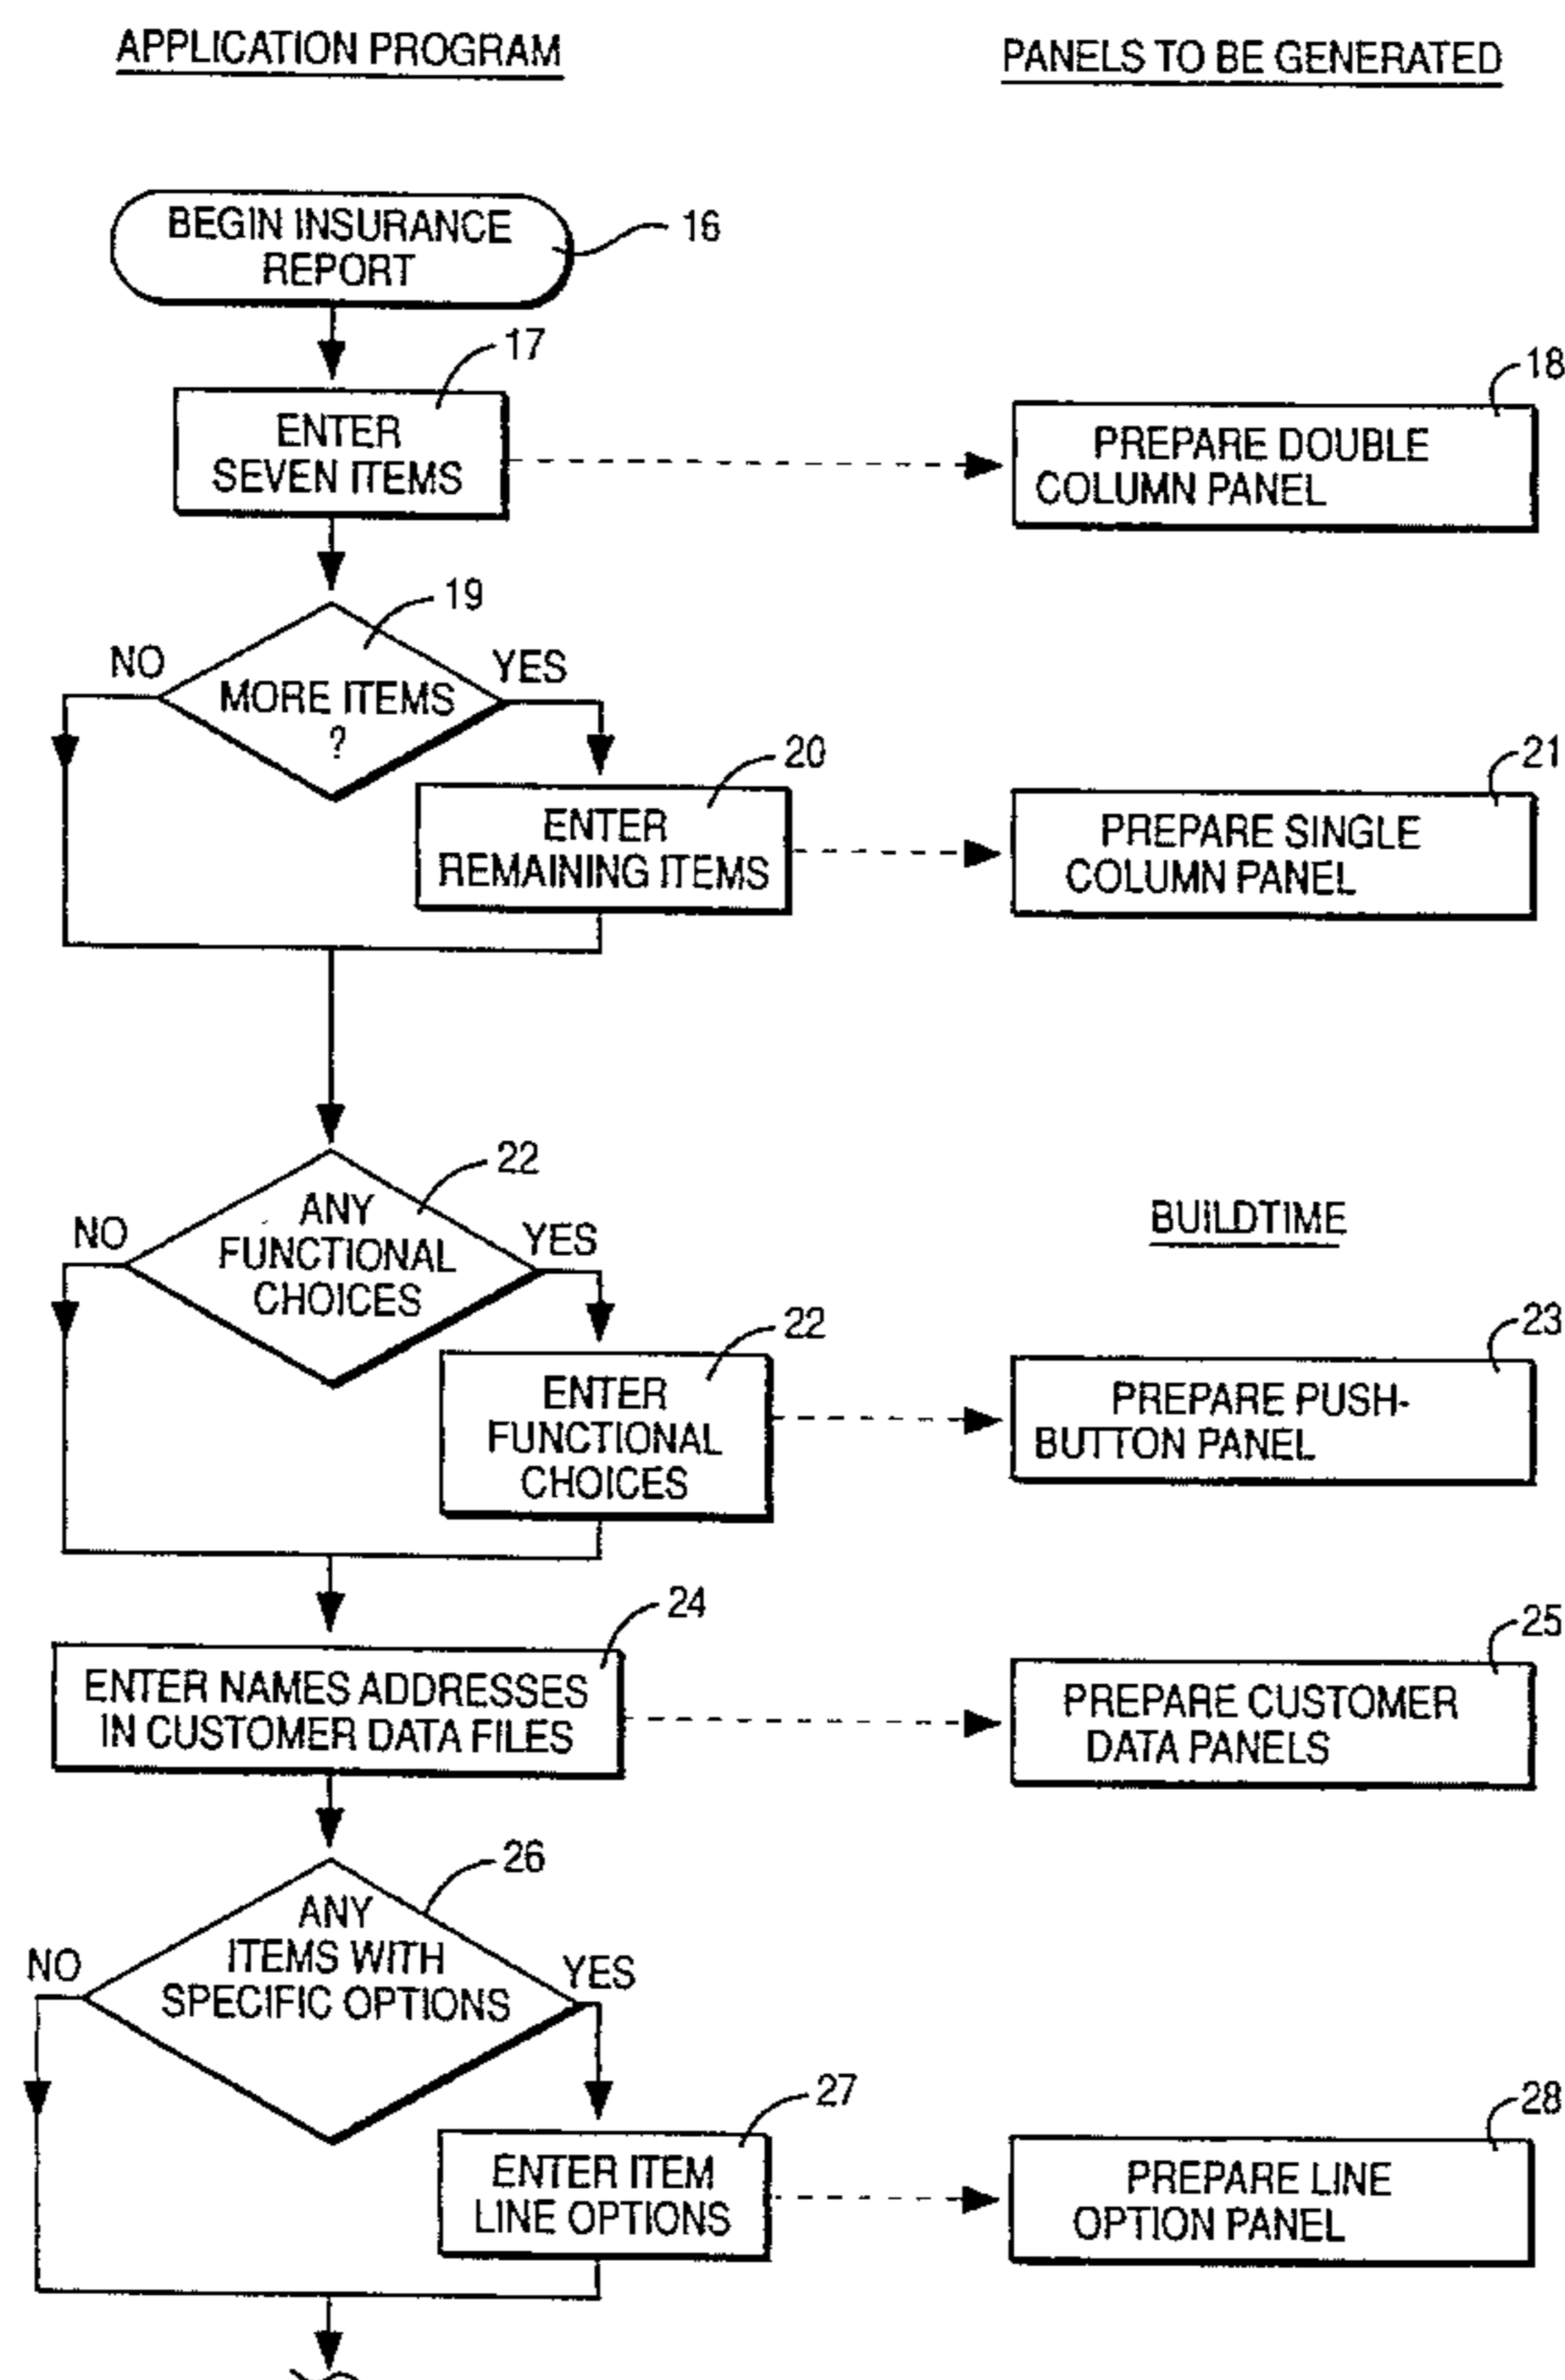 APPLICATION PROGRAM
PANELS TO BE GENERATED
BEGIN INSURANCE
REPORT
16
17
ENTER
SEVEN ITEMS
18
PREPARE DOUBLE
COLUMN PANEL
19
NO
YES
MORE ITEMS
?
20
ENTER
REMAINING ITEMS
21
PREPARE SINGLE
COLUMN PANEL
22
NO
YES
ANY
FUNCTIONAL
CHOICES
BUILDTIME
22
ENTER
FUNCTIONAL
CHOICES
23
PREPARE PUSH-
BUTTON PANEL
24
ENTER NAMES ADDRESSES
IN CUSTOMER DATA FILES
25
PREPARE CUSTOMER
DATA PANELS
26
NO
YES
ANY
ITEMS WITH
SPECIFIC OPTIONS
27
ENTER ITEM
LINE OPTIONS
28
PREPARE LINE
OPTION PANEL